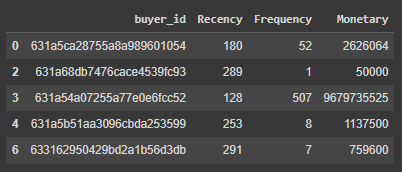 buyer_id Recency Frequency Monetary
0 631a5ca28755a8a989601054 180 52 2626064
2 631a68db7476cace4539fc93 289 1 50000
3 631a54a07255a77e0e6fcc52 128 507 9679735525
4 631a5b51aa3096cbda253599 253 8 1137500
6 633162950429bd2a1b56d3db 291 7 759600